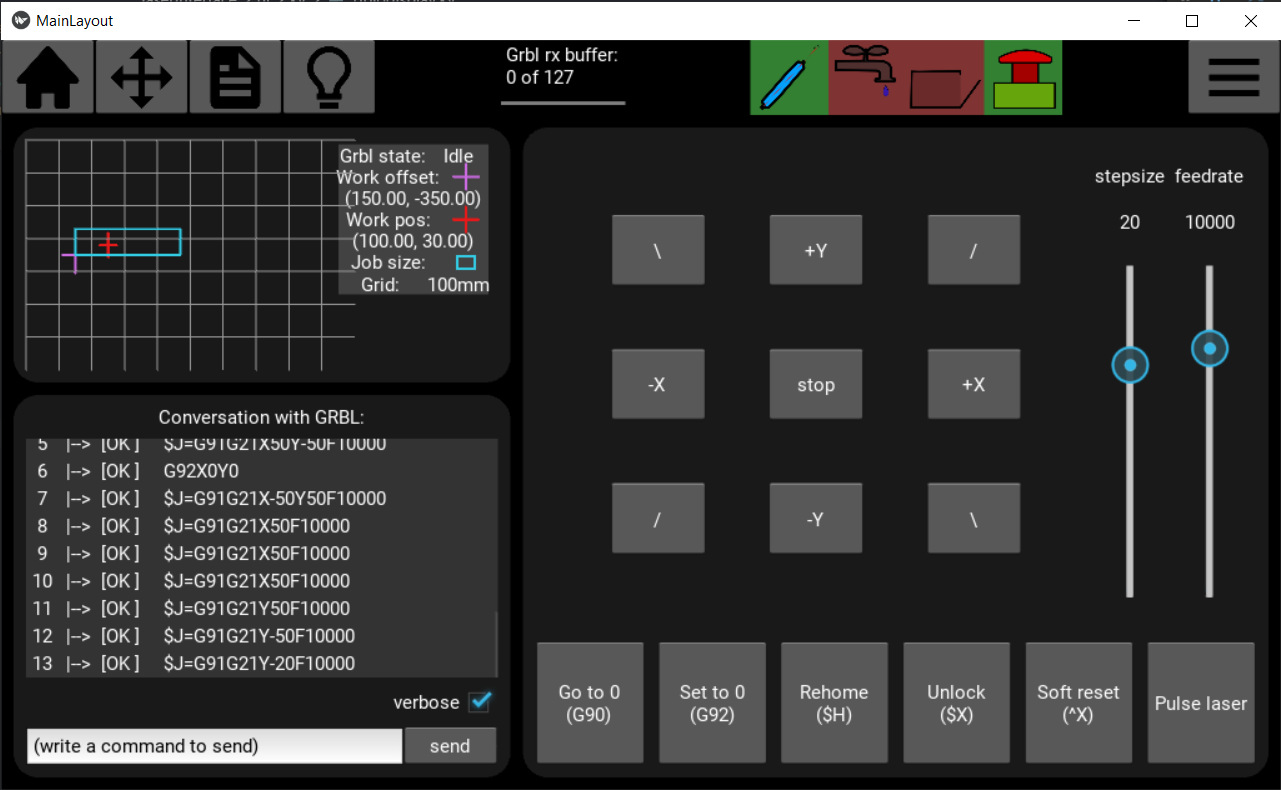 MainLayout
Grbl rx buffer:
0 of 127
Grbl state: Idle
Work offset:
(150.00, -350.00)
Work pos:
(100.00, 30.00)
Job size:
Grid: 100mm
Conversation with GRBL:
5 |--> [OK ] $J=G91G21X50Y-50F10000
6 |--> [OK ] G92X0Y0
7 |--> [OK ] $J=G91G21X-50Y50F10000
8 |--> [OK ] $J=G91G21X50F10000
9 |--> [OK ] $J=G91G21X50F10000
10 |--> [OK ] $J=G91G21X50F10000
11 |--> [OK ] $J=G91G21Y50F10000
12 |--> [OK ] $J=G91G21Y-50F10000
13 |--> [OK ] $J=G91G21Y-20F10000
verbose
(write a command to send) send
stepsize feedrate
20 10000
\ +Y /
-X stop +X
/ -Y \
Go to 0
(G90)
Set to 0
(G92)
Rehome
($H)
Unlock
($X)
Soft reset
(^X)
Pulse laser